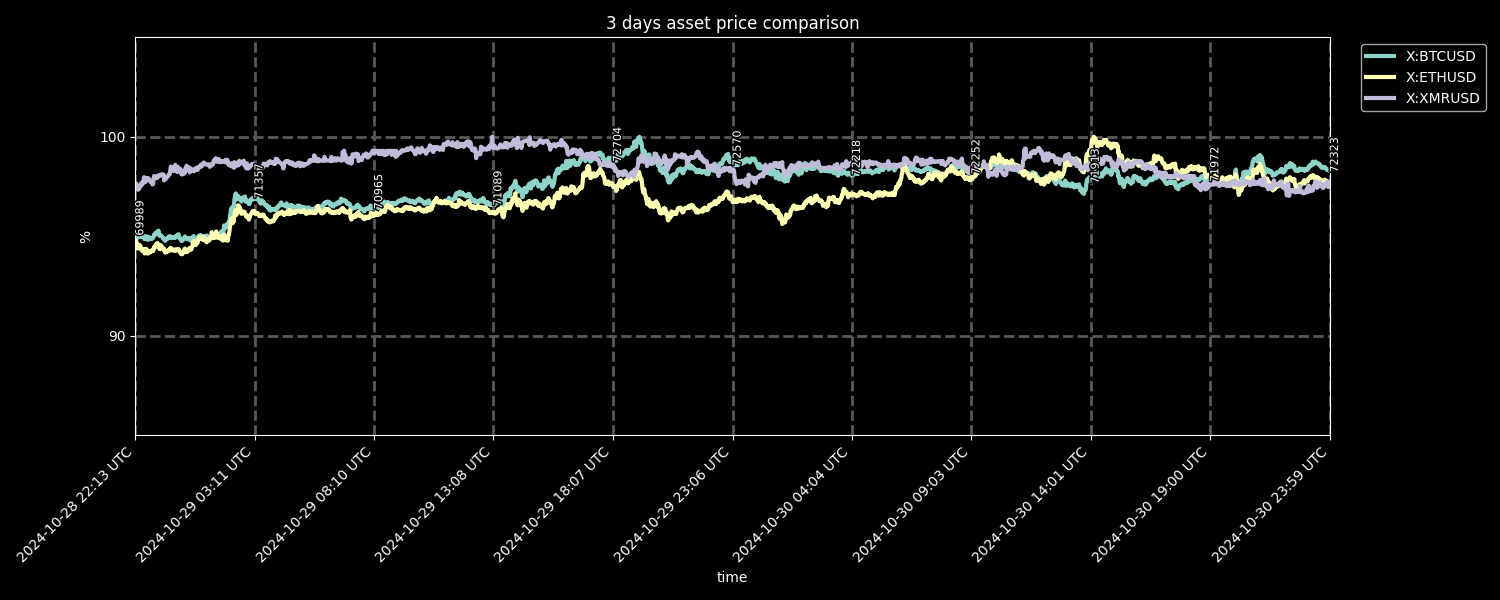 3 days asset price comparison
X:BTCUSD
X:ETHUSD
X:XMRUSD
100
90
%
69989
71357
70965
71089
72704
72570
72218
72252
71913
71972
72323
2024-10-28 22:13 UTC
2024-10-29 03:11 UTC
2024-10-29 08:10 UTC
2024-10-29 13:08 UTC
2024-10-29 18:07 UTC
2024-10-29 23:06 UTC
2024-10-30 04:04 UTC
2024-10-30 09:03 UTC
2024-10-30 14:01 UTC
2024-10-30 19:00 UTC
2024-10-30 23:59 UTC
time